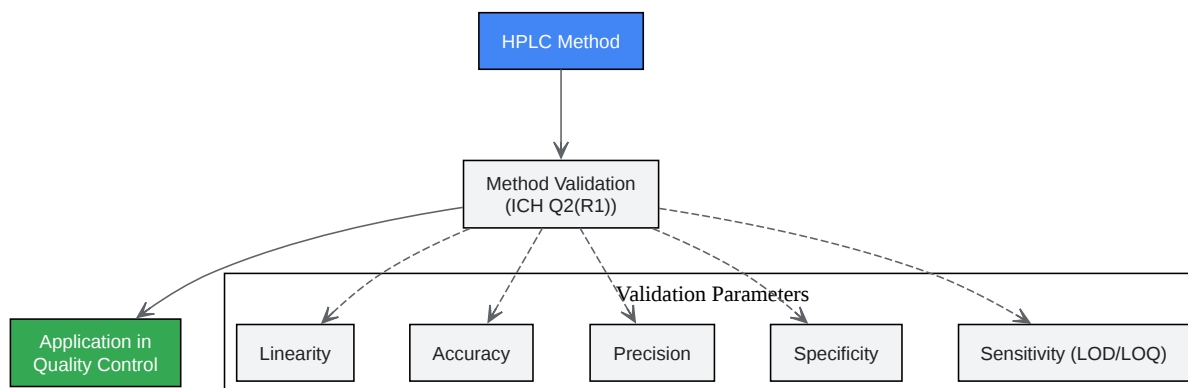 HPLC Method
Method Validation
(ICH Q2(R1))
Validation Parameters
Application in
Quality Control
Linearity
Accuracy
Precision
Specificity
Sensitivity (LOD/LOQ)